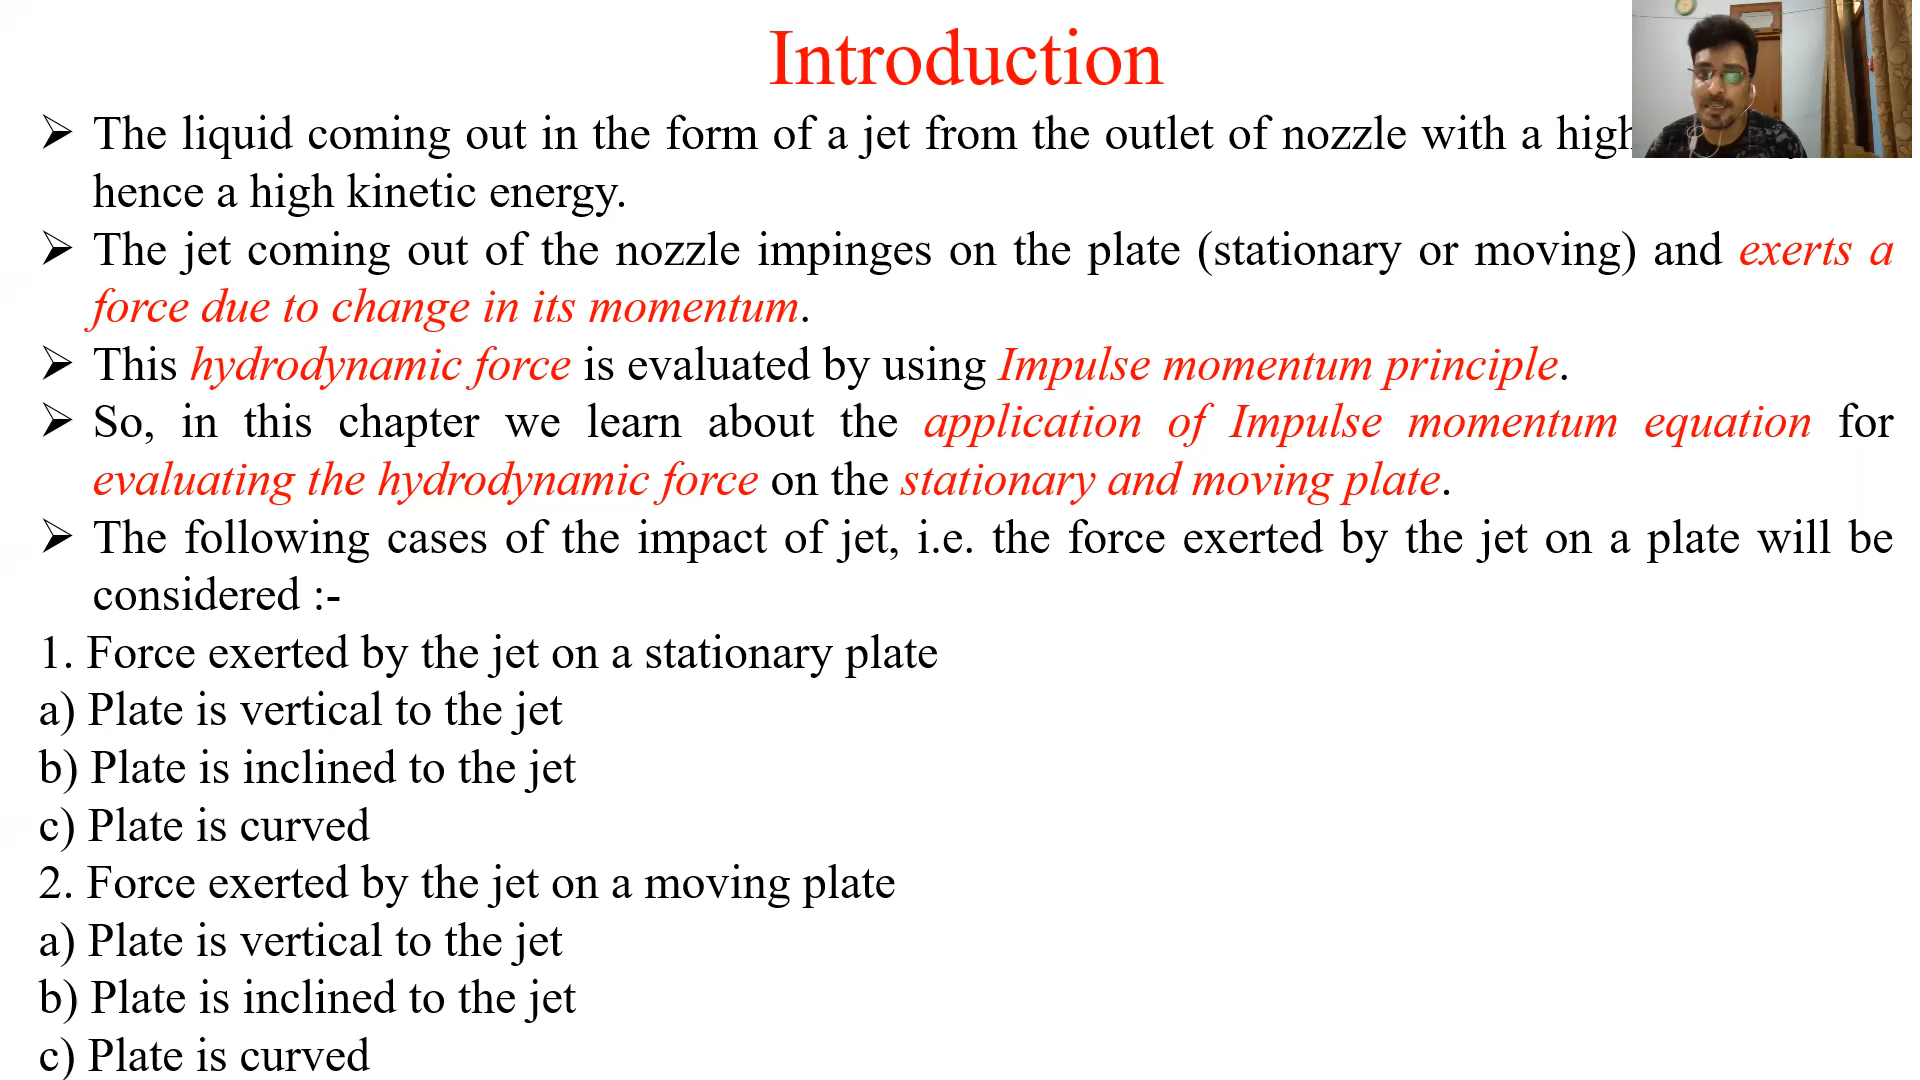 Introduction
➢ The liquid coming out in the form of a jet from the outlet of nozzle with a high
hence a high kinetic energy.
➢ The jet coming out of the nozzle impinges on the plate (stationary or moving) and exerts a
force due to change in its momentum.
➢ This hydrodynamic force is evaluated by using Impulse momentum principle.
➢ So, in this chapter we learn about the application of Impulse momentum equation for
evaluating the hydrodynamic force on the stationary and moving plate.
➢ The following cases of the impact of jet, i.e. the force exerted by the jet on a plate will be
considered :-
1. Force exerted by the jet on a stationary plate
a) Plate is vertical to the jet
b) Plate is inclined to the jet
c) Plate is curved
2. Force exerted by the jet on a moving plate
a) Plate is vertical to the jet
b) Plate is inclined to the jet
c) Plate is curved